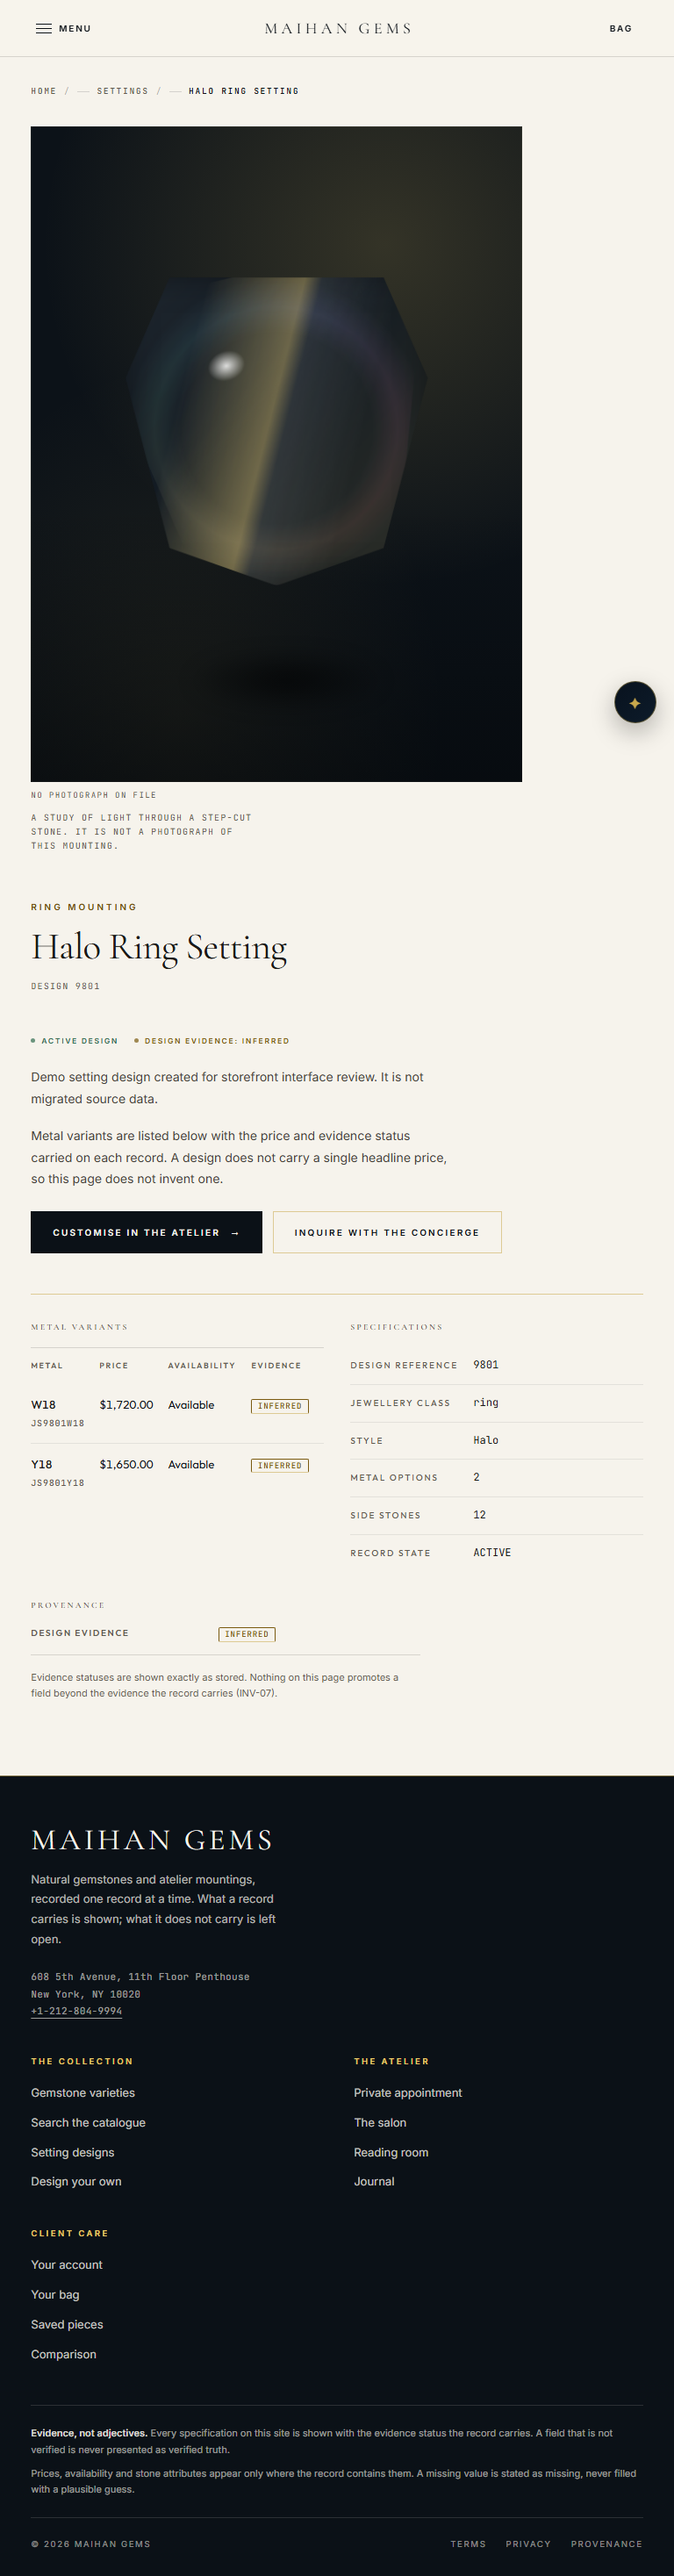 MENU
MAIHAN GEMS
BAG
HOME / — SETTINGS / — HALO RING SETTING
NO PHOTOGRAPH ON FILE
A STUDY OF LIGHT THROUGH A STEP-CUT
STONE. IT IS NOT A PHOTOGRAPH OF
THIS MOUNTING.
RING MOUNTING
Halo Ring Setting
DESIGN 9801
ACTIVE DESIGN
DESIGN EVIDENCE: INFERRED
Demo setting design created for storefront interface review. It is not
migrated source data.
Metal variants are listed below with the price and evidence status
carried on each record. A design does not carry a single headline price,
so this page does not invent one.
CUSTOMISE IN THE ATELIER →
INQUIRE WITH THE CONCIERGE
METAL VARIANTS
METAL PRICE AVAILABILITY EVIDENCE
W18 $1,720.00 Available INFERRED
JS9801W18
Y18 $1,650.00 Available INFERRED
JS9801Y18
SPECIFICATIONS
DESIGN REFERENCE 9801
JEWELLERY CLASS ring
STYLE Halo
METAL OPTIONS 2
SIDE STONES 12
RECORD STATE ACTIVE
PROVENANCE
DESIGN EVIDENCE INFERRED
Evidence statuses are shown exactly as stored. Nothing on this page promotes a
field beyond the evidence the record carries (INV-07).
MAIHAN GEMS
Natural gemstones and atelier mountings,
recorded one record at a time. What a record
carries is shown; what it does not carry is left
open.
608 5th Avenue, 11th Floor Penthouse
New York, NY 10020
+1-212-804-9994
THE COLLECTION
Gemstone varieties
Search the catalogue
Setting designs
Design your own
THE ATELIER
Private appointment
The salon
Reading room
Journal
CLIENT CARE
Your account
Your bag
Saved pieces
Comparison
Evidence, not adjectives. Every specification on this site is shown with the evidence status the record carries. A field that is not
verified is never presented as verified truth.
Prices, availability and stone attributes appear only where the record contains them. A missing value is stated as missing, never filled
with a plausible guess.
© 2026 MAIHAN GEMS
TERMS PRIVACY PROVENANCE